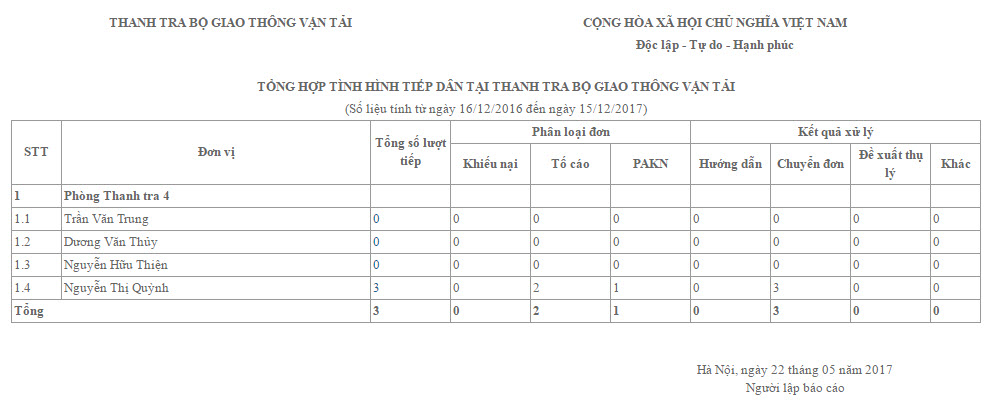 THANH TRA BỘ GIAO THÔNG VẬN TẢI
CỘNG HÒA XÃ HỘI CHỦ NGHĨA VIỆT NAM
Độc lập - Tự do - Hạnh phúc
TỔNG HỢP TÌNH HÌNH TIẾP DÂN TẠI THANH TRA BỘ GIAO THÔNG VẬN TẢI
(Số liệu tính từ ngày 16/12/2016 đến ngày 15/12/2017)
STT Đơn vị Tổng số lượt tiếp Phân loại đơn Kết quả xử lý
Khiếu nại Tố cáo PAKN Hướng dẫn Chuyển đơn Đề xuất thụ lý Khác
1 Phòng Thanh tra 4
1.1 Trần Văn Trung 0 0 0 0 0 0 0 0
1.2 Dương Văn Thủy 0 0 0 0 0 0 0 0
1.3 Nguyễn Hữu Thiện 0 0 0 0 0 0 0 0
1.4 Nguyễn Thị Quỳnh 3 0 2 1 0 3 0 0
Tổng 3 0 2 1 0 3 0 0
Hà Nội, ngày 22 tháng 05 năm 2017
Người lập báo cáo